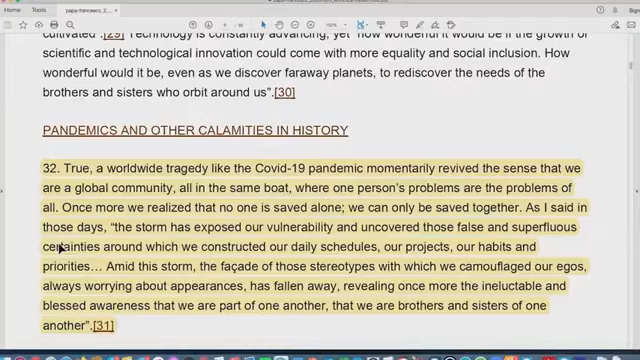 Acrobat
Tools
papa-francesco_2...
cultivated".[29] Technology is constantly advancing, yet "how wonderful it would be if the growth of
scientific and technological innovation could come with more equality and social inclusion. How
wonderful would it be, even as we discover faraway planets, to rediscover the needs of the
brothers and sisters who orbit around us".[30]
PANDEMICS AND OTHER CALAMITIES IN HISTORY
32. True, a worldwide tragedy like the Covid-19 pandemic momentarily revived the sense that we
are a global community, all in the same boat, where one person's problems are the problems of
all. Once more we realized that no one is saved alone; we can only be saved together. As I said in
those days, "the storm has exposed our vulnerability and uncovered those false and superfluous
certainties around which we constructed our daily schedules, our projects, our habits and
priorities… Amid this storm, the façade of those stereotypes with which we camouflaged our egos,
always worrying about appearances, has fallen away, revealing once more the ineluctable and
blessed awareness that we are part of one another, that we are brothers and sisters of one
another".[31]